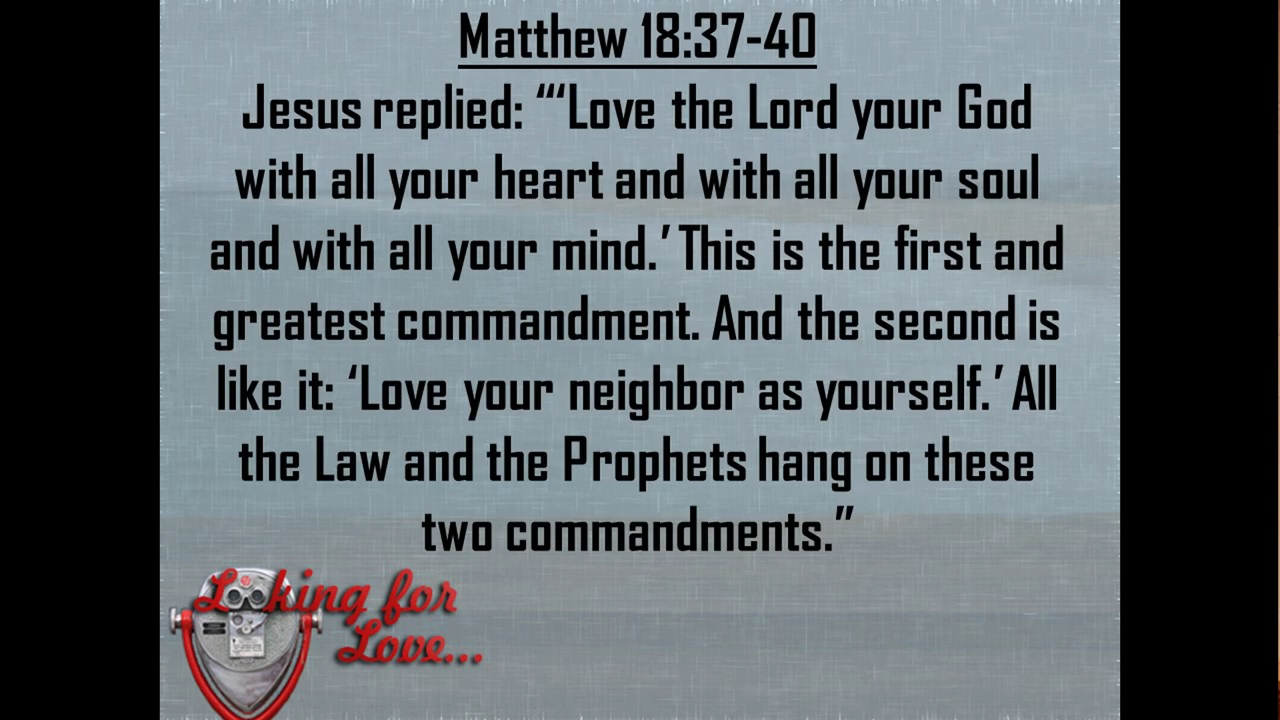 Matthew 18:37-40
Jesus replied: “‘Love the Lord your God
with all your heart and with all your soul
and with all your mind.’ This is the first and
greatest commandment. And the second is
like it: ‘Love your neighbor as yourself.’ All
the Law and the Prophets hang on these
two commandments.”
Looking for
Love...